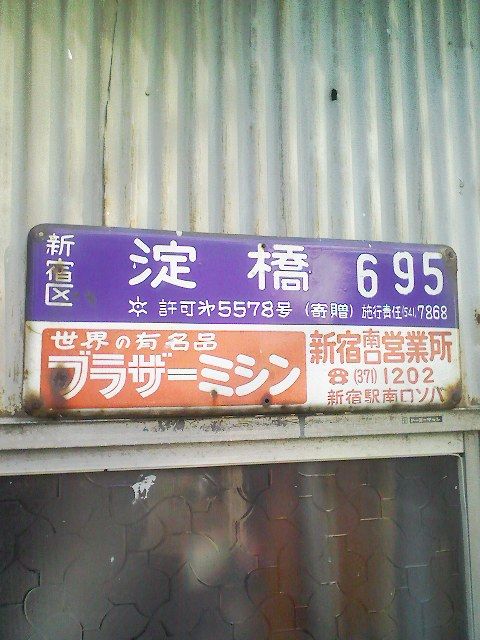 新宿区 淀橋 695
許可第5578号 (寄贈) 施行責任(541)7868
世界の有名品
ブラザーミシン
新宿南口営業所
☎(371)1202
新宿駅南口ソバ